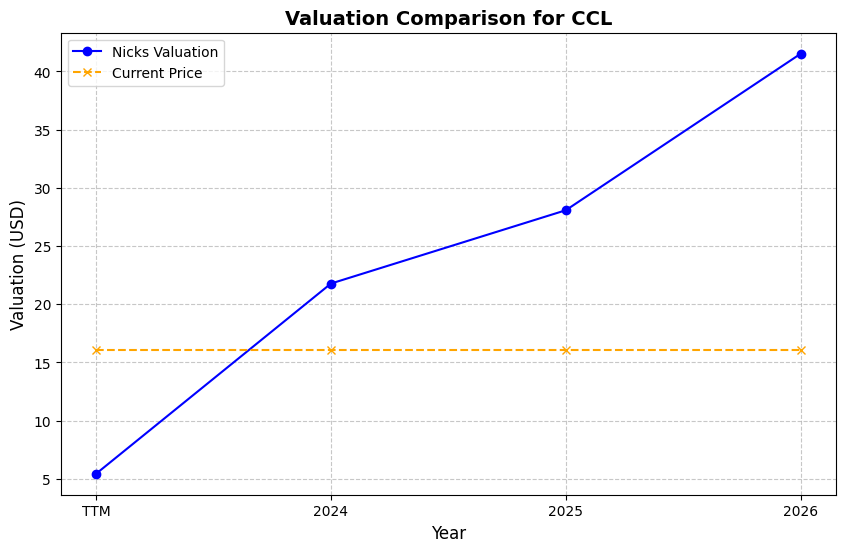 Valuation Comparison for CCL
Nicks Valuation
Current Price
Valuation (USD)
40
35
30
25
20
15
10
5
TTM
2024
2025
2026
Year